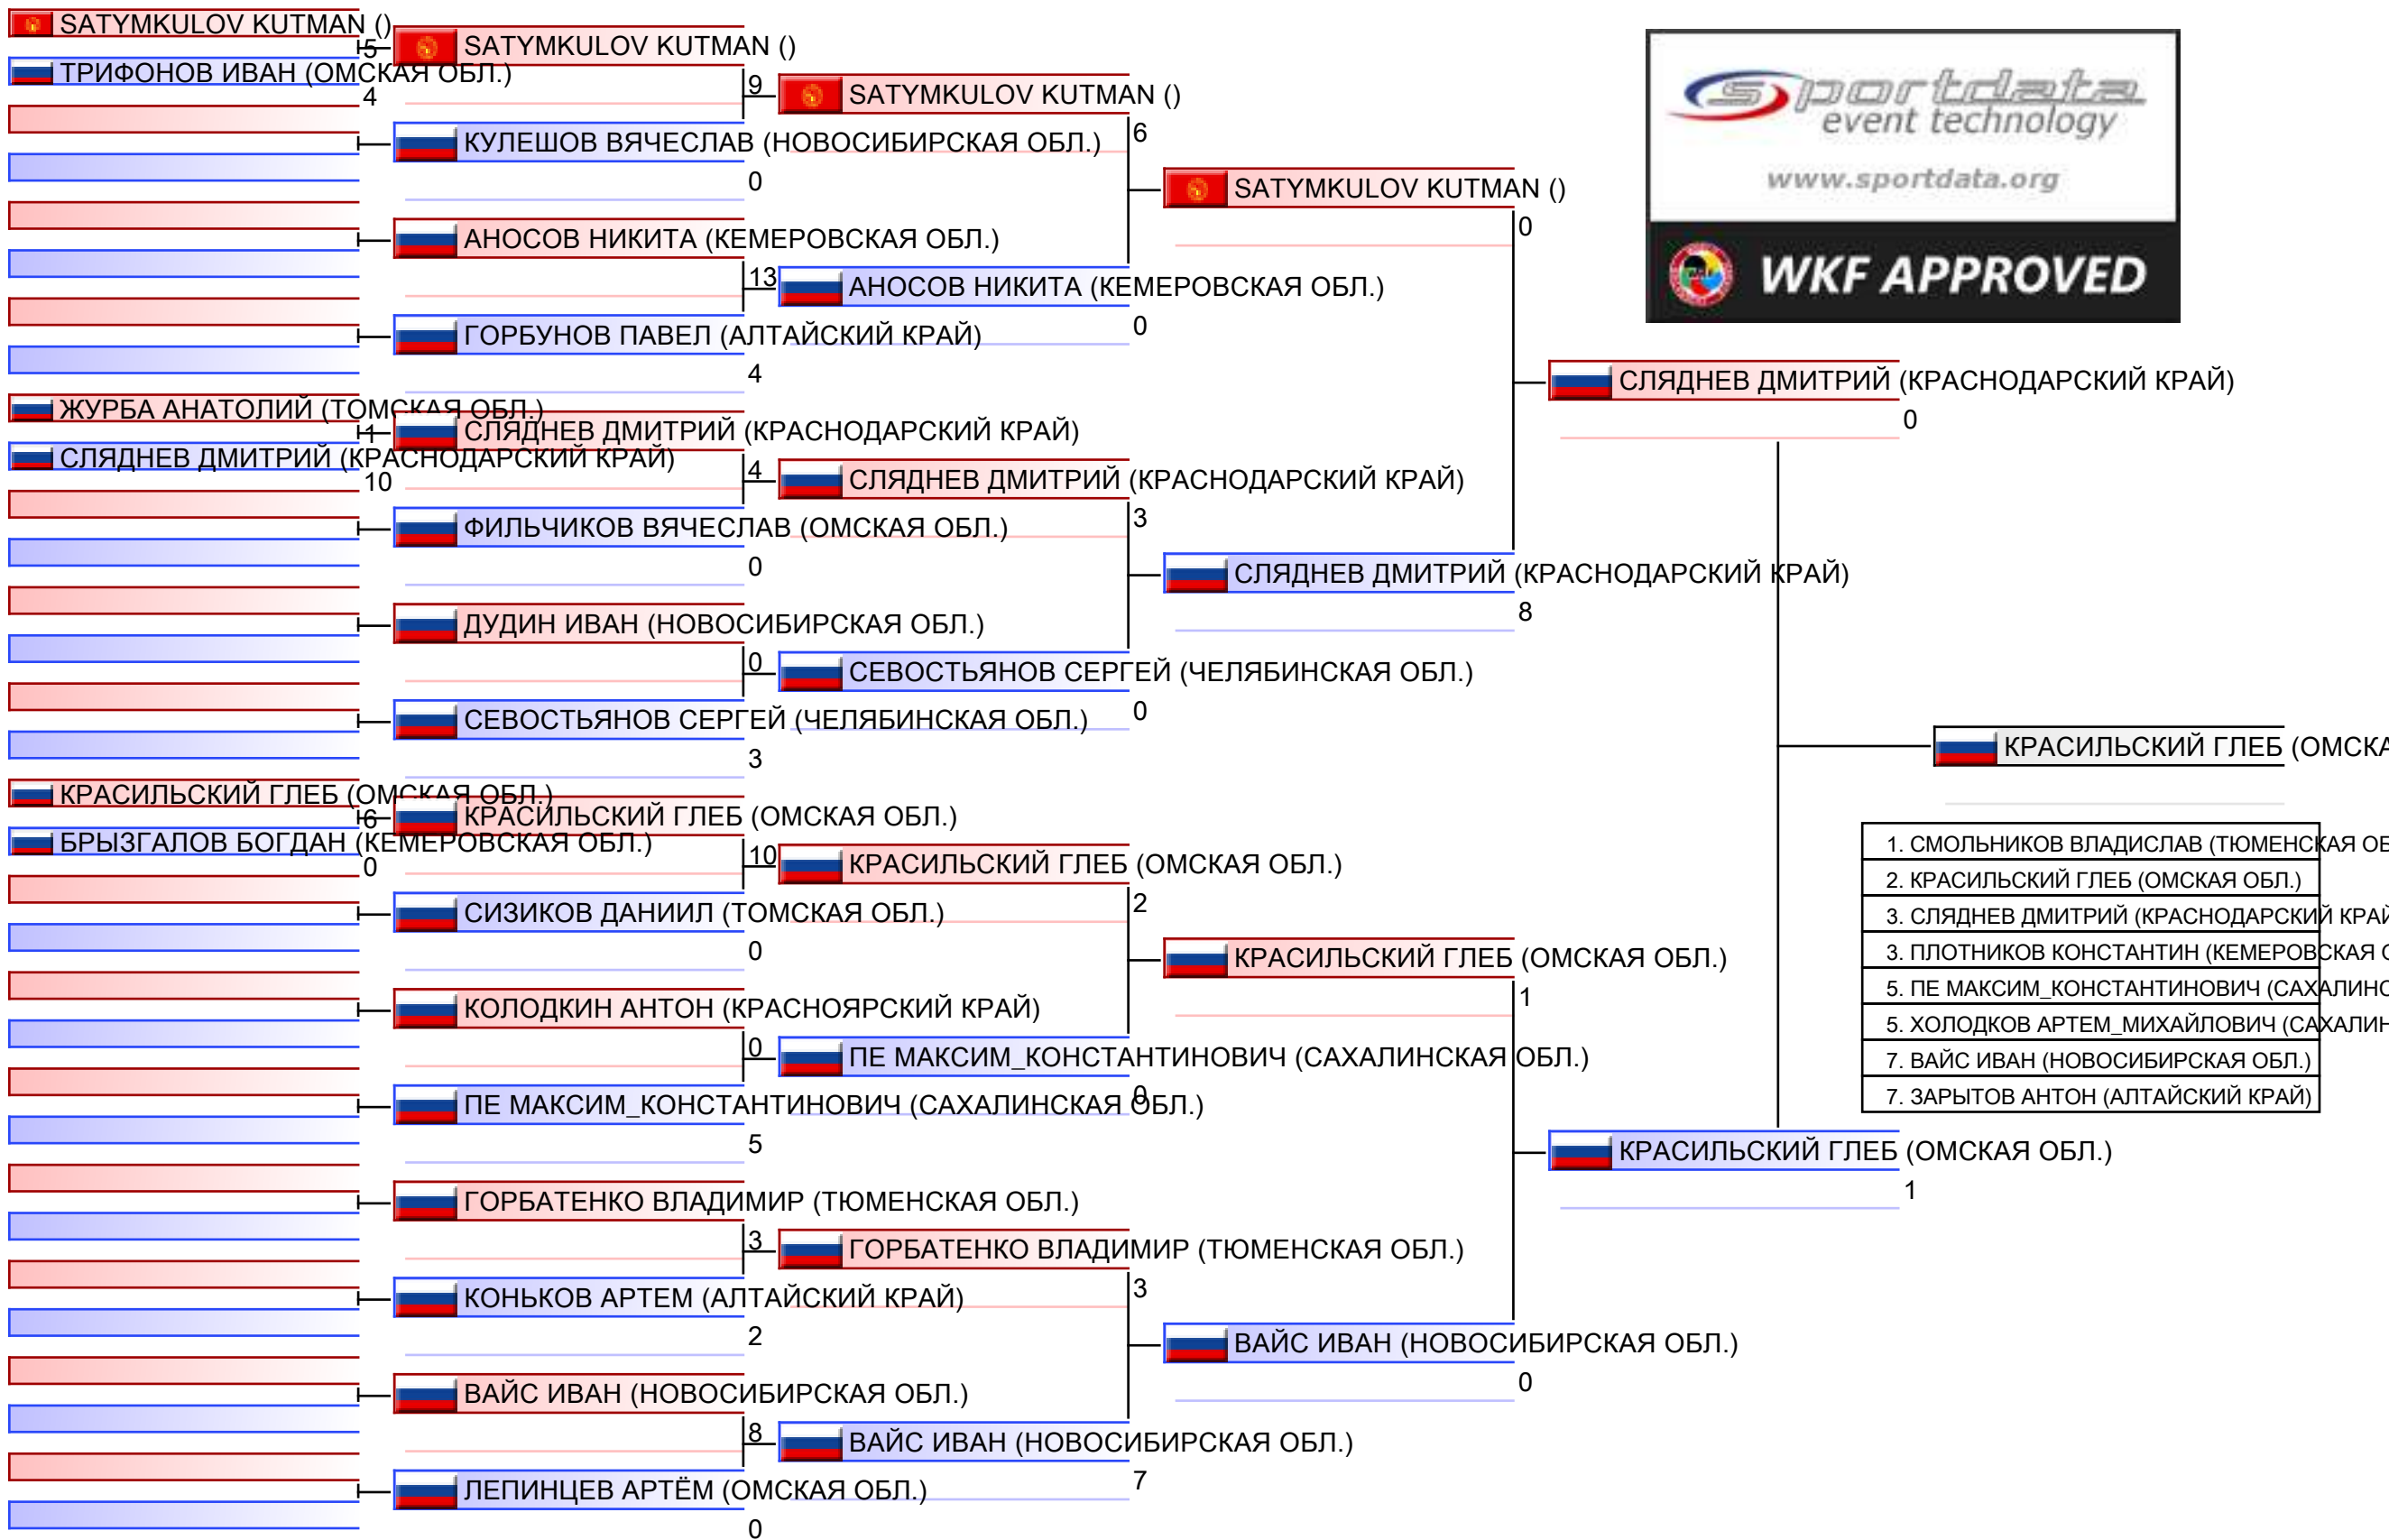 SATYMKULOV KUTMAN ()
5
ТРИФОНОВ ИВАН (ОМСКАЯ ОБЛ.)
4
ЖУРБА АНАТОЛИЙ (ТОМСКАЯ ОБЛ.)
1
СЛЯДНЕВ ДМИТРИЙ (КРАСНОДАРСКИЙ КРАЙ)
10
КРАСИЛЬСКИЙ ГЛЕБ (ОМСКАЯ ОБЛ.)
6
БРЫЗГАЛОВ БОГДАН (КЕМЕРОВСКАЯ ОБЛ.)
0
SATYMKULOV KUTMAN ()
9
КУЛЕШОВ ВЯЧЕСЛАВ (НОВОСИБИРСКАЯ ОБЛ.)
0
АНОСОВ НИКИТА (КЕМЕРОВСКАЯ ОБЛ.)
13
ГОРБУНОВ ПАВЕЛ (АЛТАЙСКИЙ КРАЙ)
4
СЛЯДНЕВ ДМИТРИЙ (КРАСНОДАРСКИЙ КРАЙ)
4
ФИЛЬЧИКОВ ВЯЧЕСЛАВ (ОМСКАЯ ОБЛ.)
0
ДУДИН ИВАН (НОВОСИБИРСКАЯ ОБЛ.)
0
СЕВОСТЬЯНОВ СЕРГЕЙ (ЧЕЛЯБИНСКАЯ ОБЛ.)
3
КРАСИЛЬСКИЙ ГЛЕБ (ОМСКАЯ ОБЛ.)
10
СИЗИКОВ ДАНИИЛ (ТОМСКАЯ ОБЛ.)
0
КОЛОДКИН АНТОН (КРАСНОЯРСКИЙ КРАЙ)
0
ПЕ МАКСИМ_КОНСТАНТИНОВИЧ (САХАЛИНСКАЯ ОБЛ.)
5
ГОРБАТЕНКО ВЛАДИМИР (ТЮМЕНСКАЯ ОБЛ.)
3
КОНЬКОВ АРТЕМ (АЛТАЙСКИЙ КРАЙ)
2
ВАЙС ИВАН (НОВОСИБИРСКАЯ ОБЛ.)
8
ЛЕПИНЦЕВ АРТЁМ (ОМСКАЯ ОБЛ.)
0
SATYMKULOV KUTMAN ()
6
АНОСОВ НИКИТА (КЕМЕРОВСКАЯ ОБЛ.)
0
СЛЯДНЕВ ДМИТРИЙ (КРАСНОДАРСКИЙ КРАЙ)
3
СЕВОСТЬЯНОВ СЕРГЕЙ (ЧЕЛЯБИНСКАЯ ОБЛ.)
0
КРАСИЛЬСКИЙ ГЛЕБ (ОМСКАЯ ОБЛ.)
2
ПЕ МАКСИМ_КОНСТАНТИНОВИЧ (САХАЛИНСКАЯ ОБЛ.)
0
ГОРБАТЕНКО ВЛАДИМИР (ТЮМЕНСКАЯ ОБЛ.)
3
ВАЙС ИВАН (НОВОСИБИРСКАЯ ОБЛ.)
7
SATYMKULOV KUTMAN ()
0
СЛЯДНЕВ ДМИТРИЙ (КРАСНОДАРСКИЙ КРАЙ)
8
КРАСИЛЬСКИЙ ГЛЕБ (ОМСКАЯ ОБЛ.)
1
ВАЙС ИВАН (НОВОСИБИРСКАЯ ОБЛ.)
0
СЛЯДНЕВ ДМИТРИЙ (КРАСНОДАРСКИЙ КРАЙ)
0
КРАСИЛЬСКИЙ ГЛЕБ (ОМСКАЯ ОБЛ.)
1
sportdata
event technology
www.sportdata.org
WKF APPROVED
КРАСИЛЬСКИЙ ГЛЕБ (ОМСКА
1. СМОЛЬНИКОВ ВЛАДИСЛАВ (ТЮМЕНСКАЯ ОБ
2. КРАСИЛЬСКИЙ ГЛЕБ (ОМСКАЯ ОБЛ.)
3. СЛЯДНЕВ ДМИТРИЙ (КРАСНОДАРСКИЙ КРАЙ
3. ПЛОТНИКОВ КОНСТАНТИН (КЕМЕРОВСКАЯ О
5. ПЕ МАКСИМ_КОНСТАНТИНОВИЧ (САХАЛИНС
5. ХОЛОДКОВ АРТЕМ_МИХАЙЛОВИЧ (САХАЛИН
7. ВАЙС ИВАН (НОВОСИБИРСКАЯ ОБЛ.)
7. ЗАРЫТОВ АНТОН (АЛТАЙСКИЙ КРАЙ)